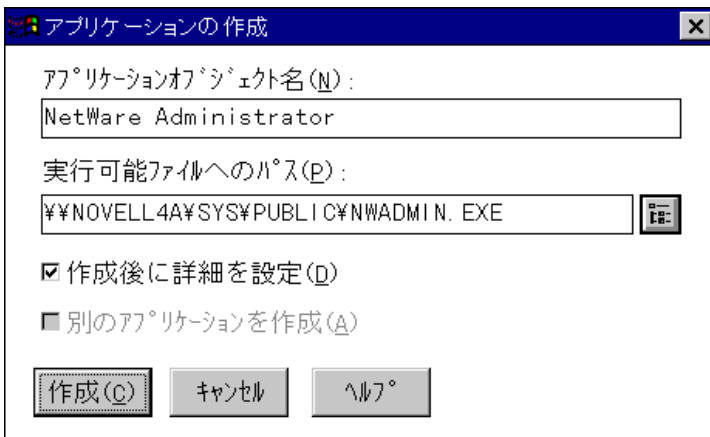 アプリケーションの作成
ｱﾌﾟﾘｹｰｼｮﾝｵﾌﾞｼﾞｪｸﾄ名(N):
NetWare Administrator
実行可能ﾌｧｲﾙへのﾊﾟｽ(P):
¥¥NOVELL4A¥SYS¥PUBLIC¥NWADMIN.EXE
作成後に詳細を設定(D)
別のｱﾌﾟﾘｹｰｼｮﾝを作成(A)
作成(C) ｷｬﾝｾﾙ ﾍﾙﾌﾟ